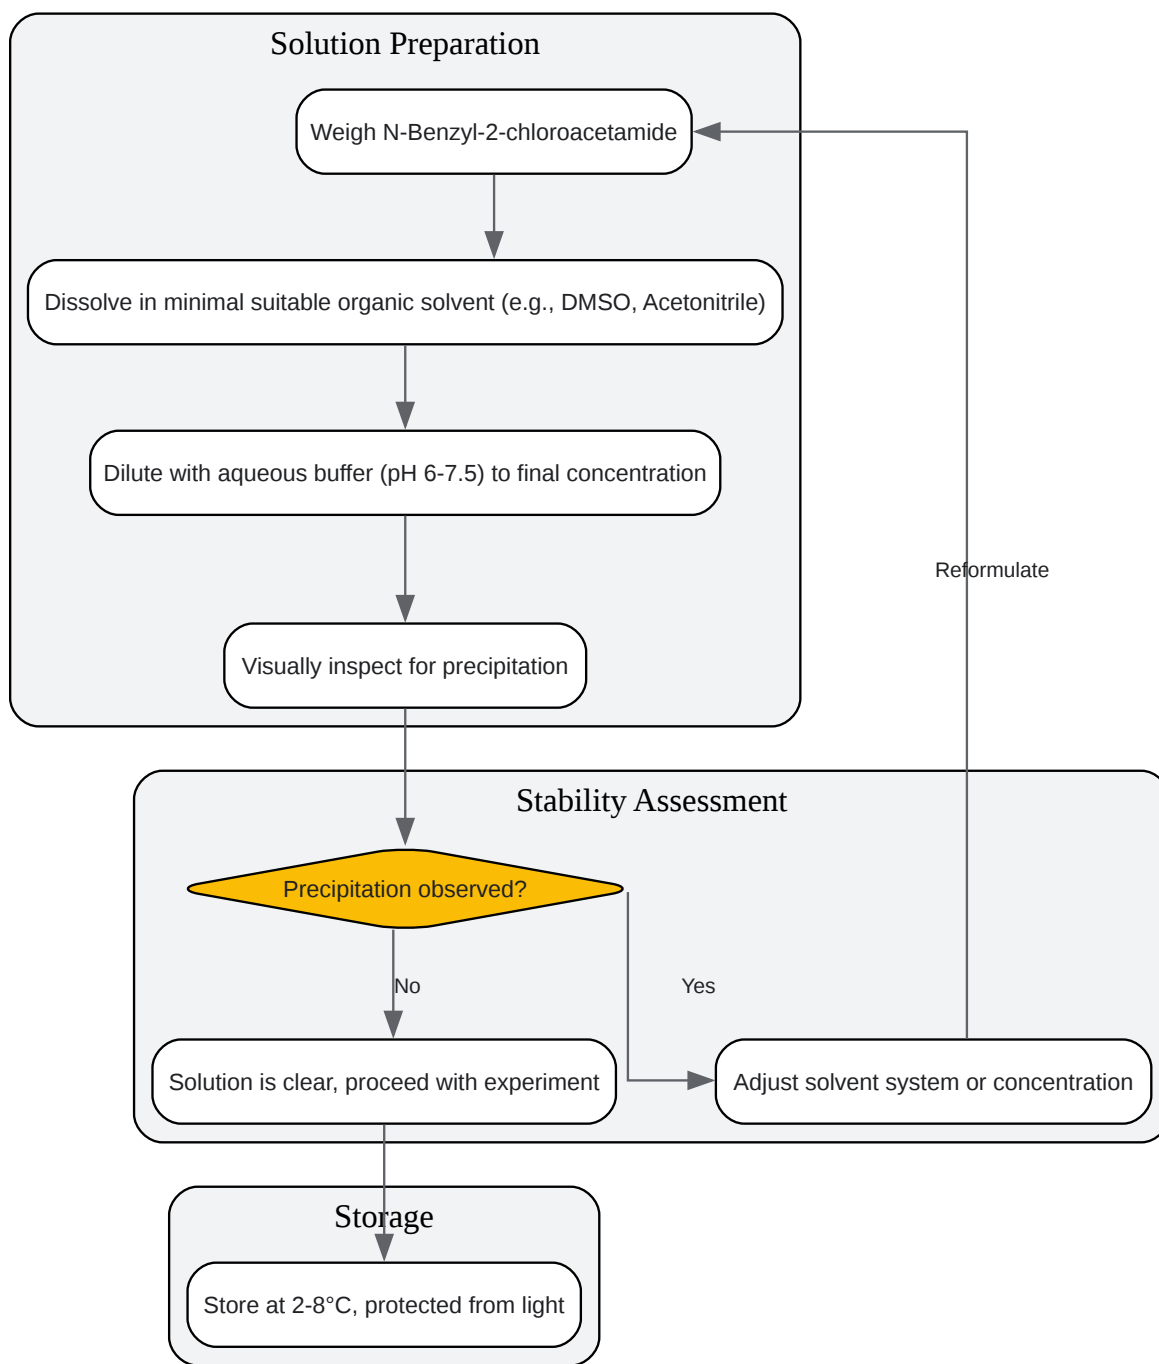 Solution Preparation
Weigh N-Benzyl-2-chloroacetamide
Dissolve in minimal suitable organic solvent (e.g., DMSO, Acetonitrile)
Dilute with aqueous buffer (pH 6-7.5) to final concentration
Reformulate
Visually inspect for precipitation
Stability Assessment
Precipitation observed?
No
Yes
Solution is clear, proceed with experiment
Adjust solvent system or concentration
Storage
Store at 2-8°C, protected from light